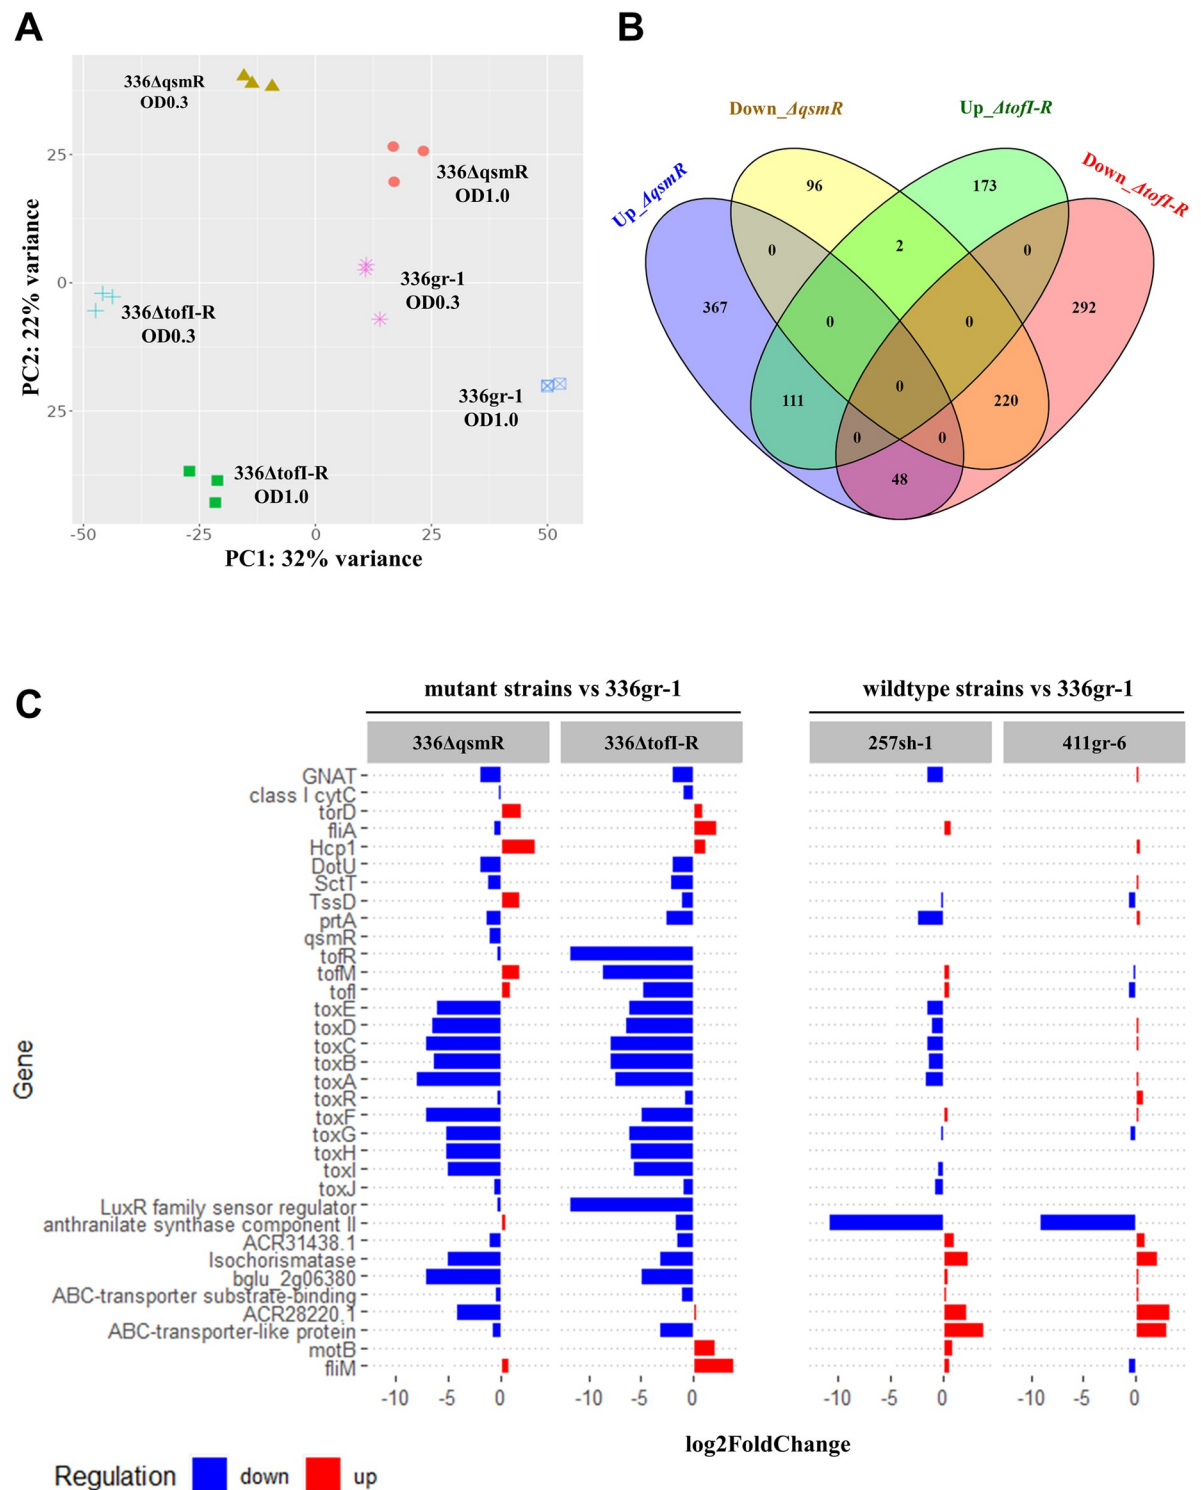 A
B
336ΔqsmR
OD0.3
336ΔqsmR
OD1.0
336gr-1
OD0.3
336ΔtofI-R
OD0.3
336gr-1
OD1.0
336ΔtofI-R
OD1.0
25
0
25
PC2: 22% variance
-50 -25 0 25 50
PC1: 32% variance
Down_ΔqsmR
Up_ΔtofI-R
Up_ΔqsmR
Down_ΔtofI-R
96
173
0
2
0
367
292
0
0
0
111
220
0
0
48
C
mutant strains vs 336gr-1
wildtype strains vs 336gr-1
336ΔqsmR
336ΔtofI-R
257sh-1
411gr-6
Gene
GNAT
class I cytC
torD
fliA
Hcp1
DotU
SctT
TssD
prtA
qsmR
tofR
tofM
tofI
toxE
toxD
toxC
toxB
toxA
toxR
toxF
toxG
toxH
toxI
toxJ
LuxR family sensor regulator
anthranilate synthase component II
ACR31438.1
Isochorismatase
bglu_2g06380
ABC-transporter substrate-binding
ACR28220.1
ABC-transporter-like protein
motB
fliM
-10 -5 0 -10 -5 0 -10 -5 0 -10 -5 0
log2FoldChange
Regulation down up